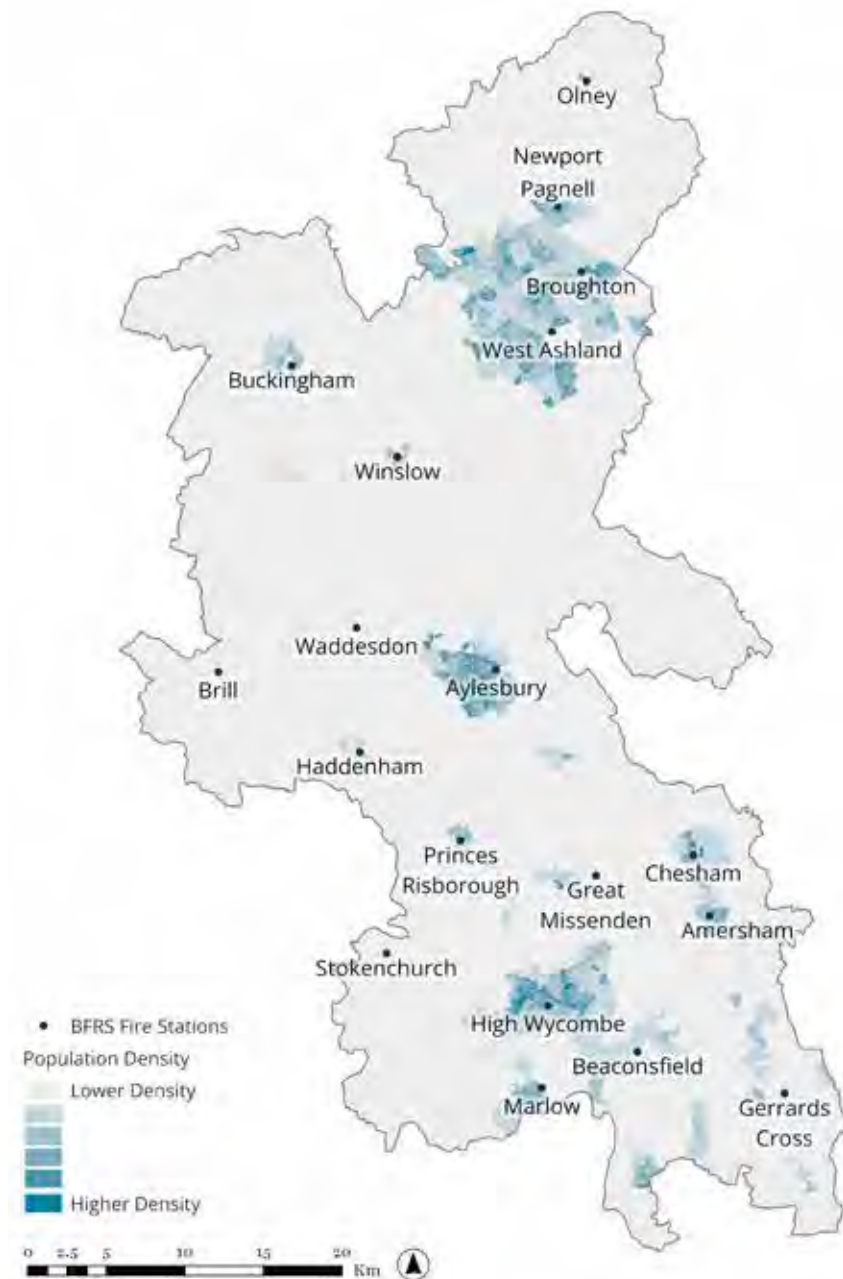 Olney
Newport
Pagnell
Broughton
West Ashland
Buckingham
Winslow
Waddesdon
Brill
Aylesbury
Haddenham
Princes
Risborough
Great
Missenden
Chesham
Amersham
Stokenchurch
High Wycombe
Beaconsfield
Marlow
Gerrards
Cross
BFRS Fire Stations
Population Density
Lower Density
Higher Density
0 2.5 5 10 15 20
Km